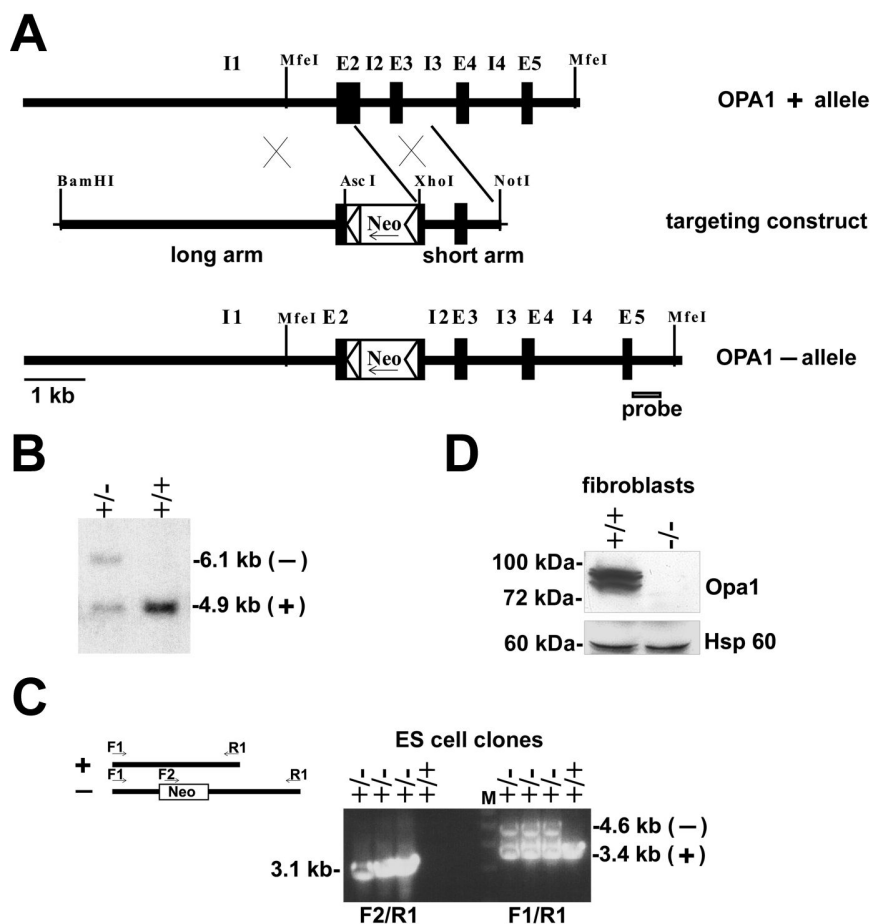 A
I1 MfeI E2 I2 E3 I3 E4 I4 E5 MfeI
OPA1 + allele
BamHI AscI XhoI NotI
Neo
targeting construct
long arm short arm
I1 MfeI E2 I2 E3 I3 E4 I4 E5 MfeI
Neo
OPA1 — allele
1 kb
probe
B
+/- +/+
-6.1 kb (—)
-4.9 kb (+)
D
fibroblasts
+/+ -/-
100 kDa-
72 kDa-
Opa1
60 kDa-
Hsp 60
C
+ F1 R1
— F1 F2 R1
Neo
ES cell clones
+/- +/- +/- +/+ M +/- +/- +/- +/+
3.1 kb-
-4.6 kb (—)
-3.4 kb (+)
F2/R1 F1/R1